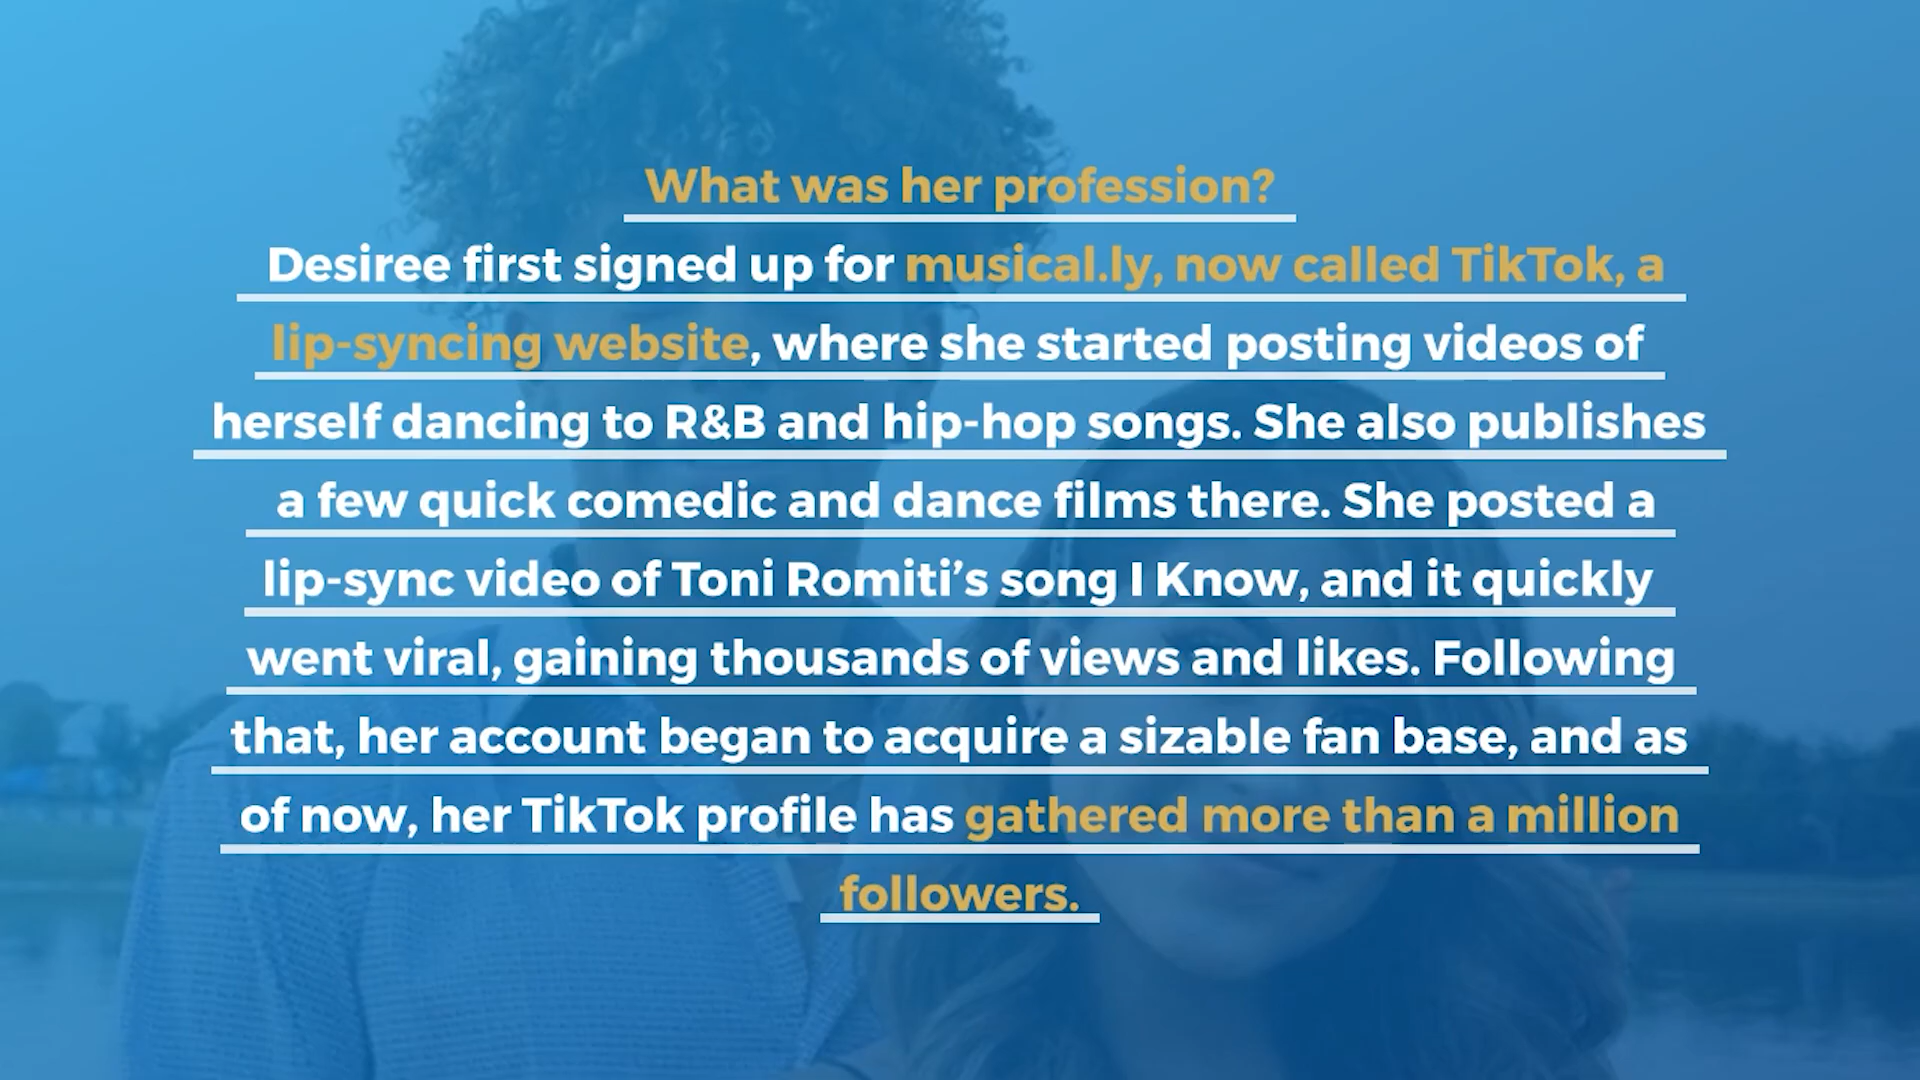 What was her profession?
Desiree first signed up for musical.ly, now called TikTok, a
lip-syncing website, where she started posting videos of
herself dancing to R&B and hip-hop songs. She also publishes
a few quick comedic and dance films there. She posted a
lip-sync video of Toni Romiti’s song I Know, and it quickly
went viral, gaining thousands of views and likes. Following
that, her account began to acquire a sizable fan base, and as
of now, her TikTok profile has gathered more than a million
followers.